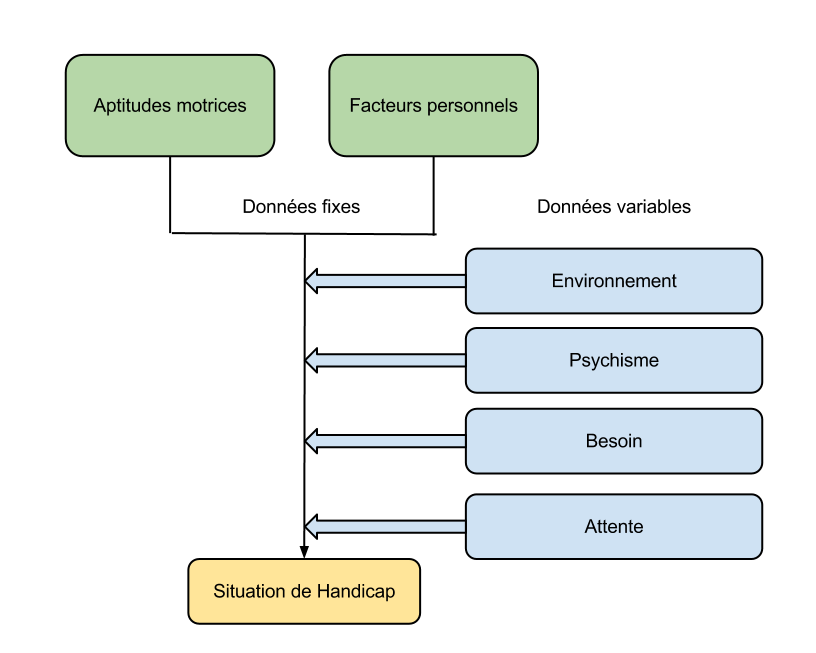 Aptitudes motrices
Facteurs personnels
Données fixes
Données variables
Environnement
Psychisme
Besoin
Attente
Situation de Handicap